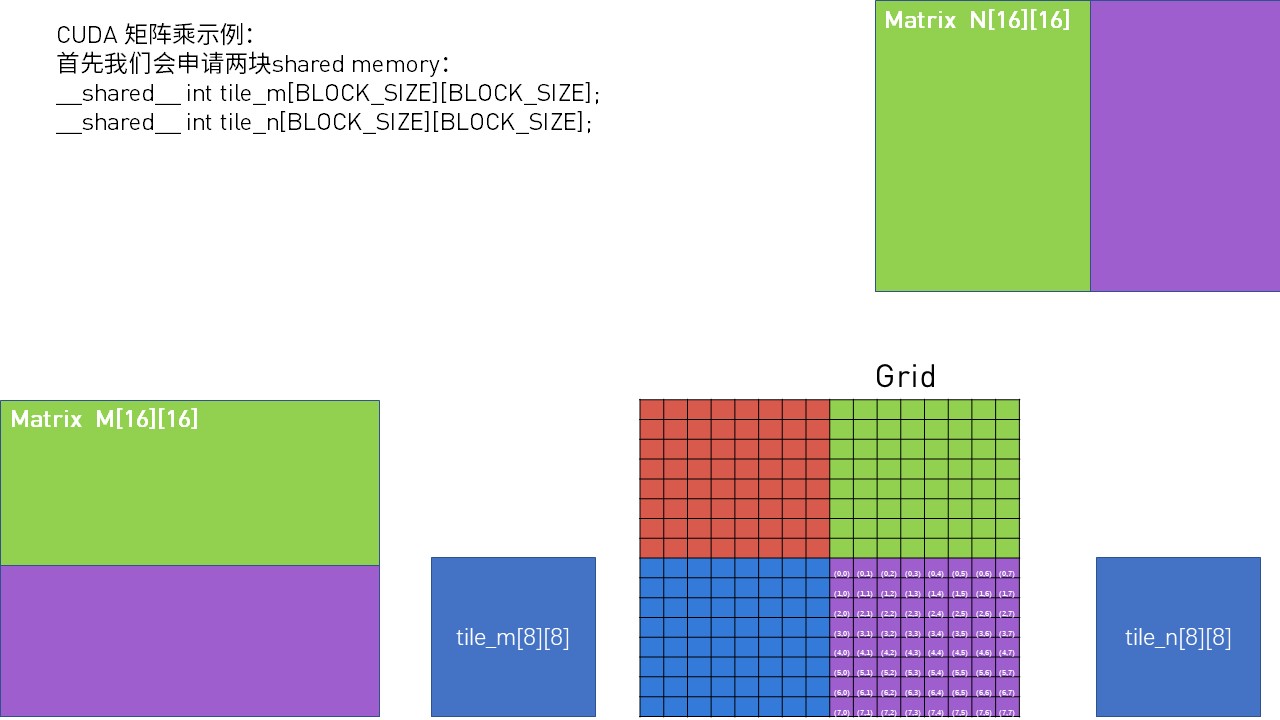 CUDA 矩阵乘示例：
首先我们会申请两块shared memory：
__shared__ int tile_m[BLOCK_SIZE][BLOCK_SIZE];
__shared__ int tile_n[BLOCK_SIZE][BLOCK_SIZE];
Matrix N[16][16]
Grid
Matrix M[16][16]
tile_m[8][8]
(0,0) (0,1) (0,2) (0,3) (0,4) (0,5) (0,6) (0,7)
(1,0) (1,1) (1,2) (1,3) (1,4) (1,5) (1,6) (1,7)
(2,0) (2,1) (2,2) (2,3) (2,4) (2,5) (2,6) (2,7)
(3,0) (3,1) (3,2) (3,3) (3,4) (3,5) (3,6) (3,7)
(4,0) (4,1) (4,2) (4,3) (4,4) (4,5) (4,6) (4,7)
(5,0) (5,1) (5,2) (5,3) (5,4) (5,5) (5,6) (5,7)
(6,0) (6,1) (6,2) (6,3) (6,4) (6,5) (6,6) (6,7)
(7,0) (7,1) (7,2) (7,3) (7,4) (7,5) (7,6) (7,7)
tile_n[8][8]